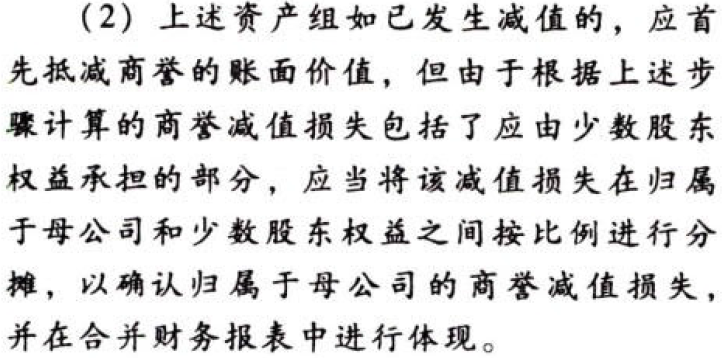 (2) 上述资产组如已发生减值的，应首
先抵减商誉的账面价值，但由于根据上述步
骤计算的商誉减值损失包括了应由少数股东
权益承担的部分，应当将该减值损失在归属
于母公司和少数股东权益之间按比例进行分
摊，以确认归属于母公司的商誉减值损失，
并在合并财务报表中进行体现。